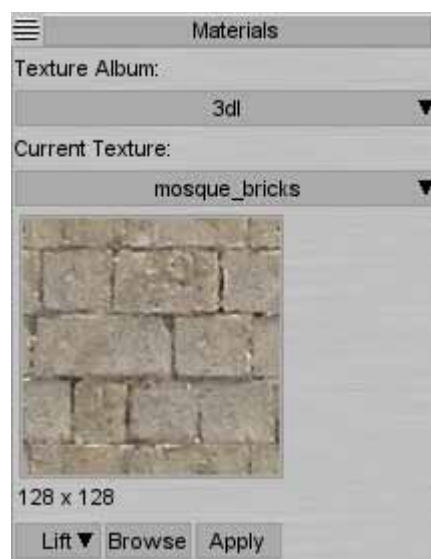 Materials
Texture Album:
3dl
Current Texture:
mosque_bricks
128 x 128
Lift Browse Apply